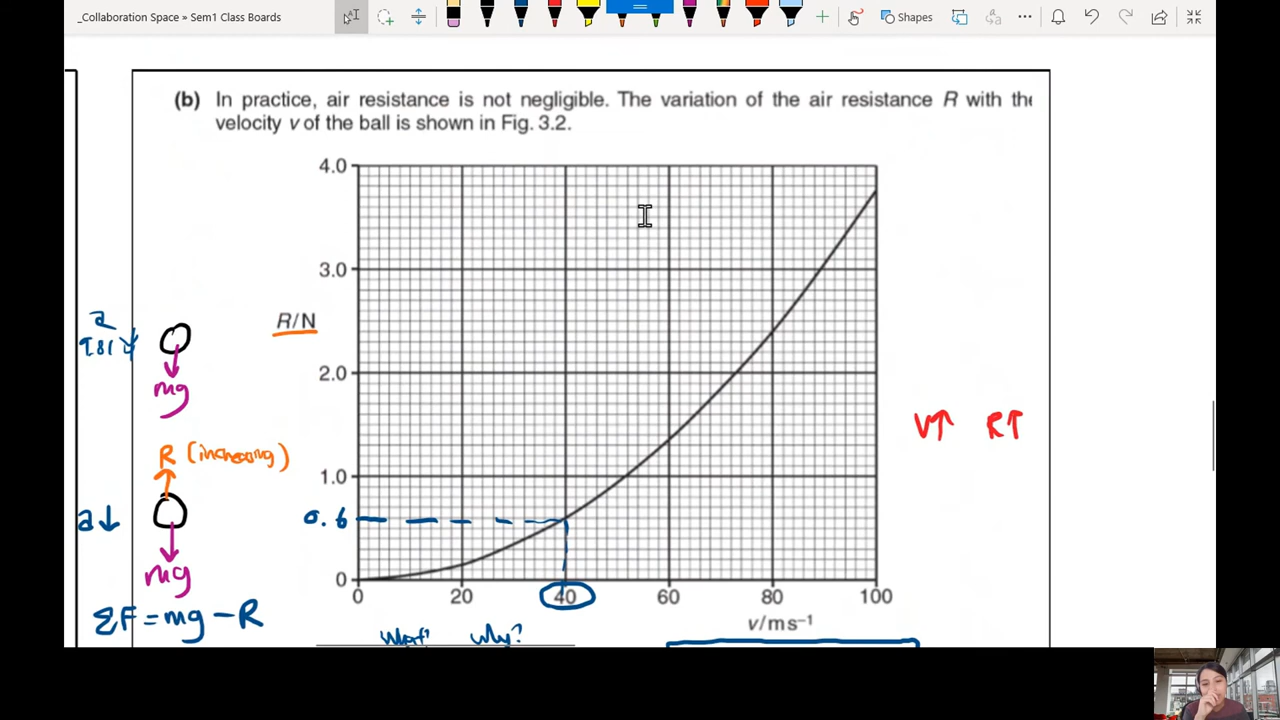 _Collaboration Space » Sem1 Class Boards
Shapes
(b) In practice, air resistance is not negligible. The variation of the air resistance R with the
velocity v of the ball is shown in Fig. 3.2.
4.0
3.0
R/N
2.0
1.0
0.6
0
0 20 40 60 80 100
v/ms⁻¹
a
9.81
mg
R (increasing)
a↓
mg
ΣF = mg − R
V↑ R↑
What? Why?